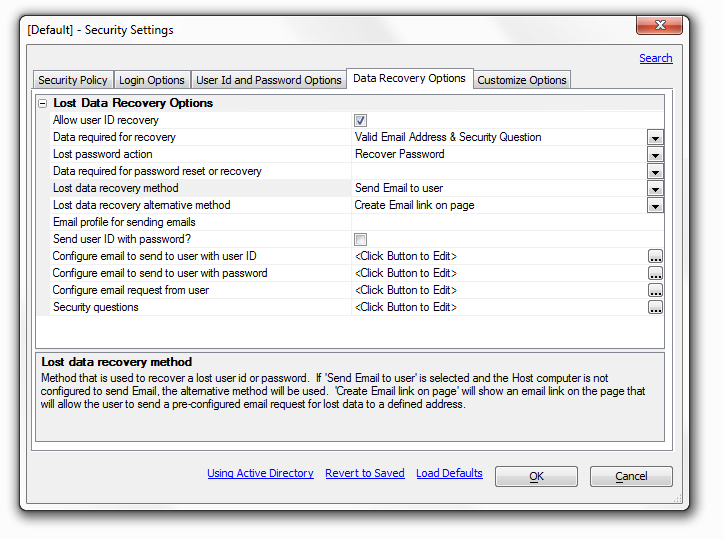 [Default] - Security Settings
Search
Security Policy Login Options User Id and Password Options Data Recovery Options Customize Options
Lost Data Recovery Options
Allow user ID recovery
Data required for recovery Valid Email Address & Security Question
Lost password action Recover Password
Data required for password reset or recovery
Lost data recovery method Send Email to user
Lost data recovery alternative method Create Email link on page
Email profile for sending emails
Send user ID with password?
Configure email to send to user with user ID <Click Button to Edit> ...
Configure email to send to user with password <Click Button to Edit> ...
Configure email request from user <Click Button to Edit> ...
Security questions <Click Button to Edit> ...
Lost data recovery method
Method that is used to recover a lost user id or password. If 'Send Email to user' is selected and the Host computer is not
configured to send Email, the alternative method will be used. 'Create Email link on page' will show an email link on the page that
will allow the user to send a pre-configured email request for lost data to a defined address.
Using Active Directory Revert to Saved Load Defaults OK Cancel